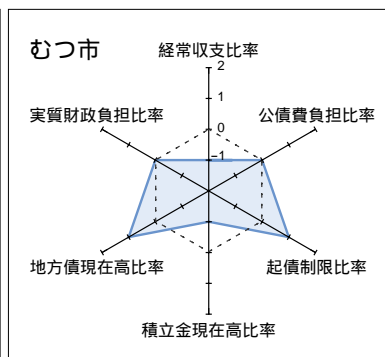 むつ市
経常収支比率
2
1
0
-1
実質財政負担比率
公債費負担比率
地方債現在高比率
起債制限比率
積立金現在高比率